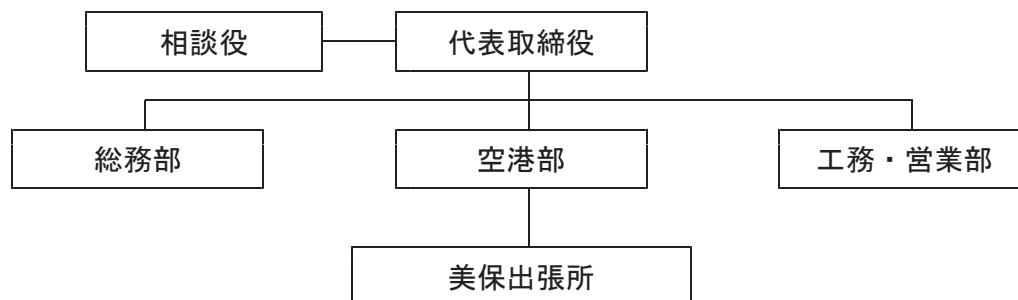 相談役
代表取締役
総務部
空港部
工務・営業部
美保出張所